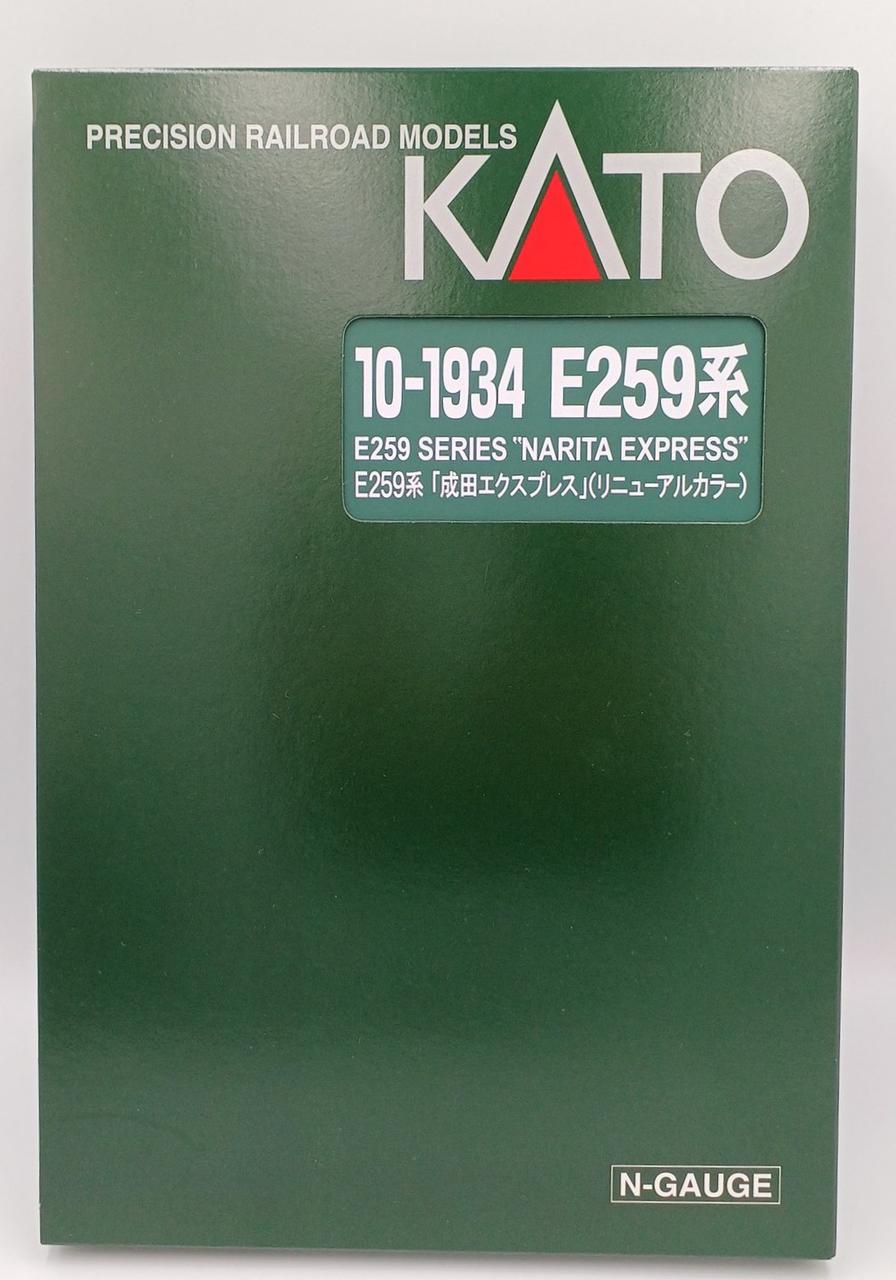 PRECISION RAILROAD MODELS
KATO
10-1934 E259系
E259 SERIES "NARITA EXPRESS"
E259系「成田エクスプレス」(リニューアルカラー)
N-GAUGE